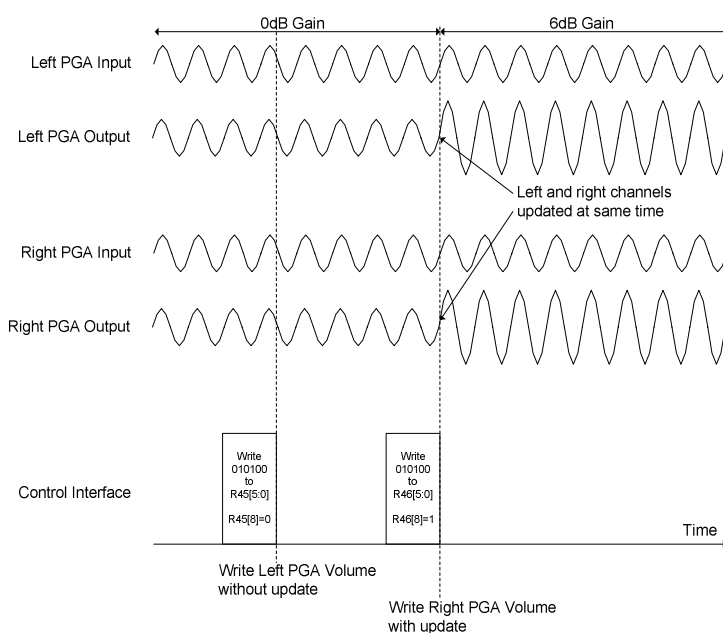 0dB Gain
6dB Gain
Left PGA Input
Left PGA Output
Left and right channels
updated at same time
Right PGA Input
Right PGA Output
Write
010100
to
R45[5:0]
R45[8]=0
Write
010100
to
R46[5:0]
R46[8]=1
Control Interface
Time
Write Left PGA Volume
without update
Write Right PGA Volume
with update